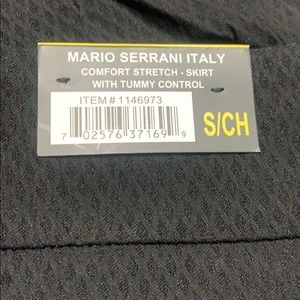 MARIO SERRANI ITALY
COMFORT STRETCH - SKIRT
WITH TUMMY CONTROL
ITEM # 1146973
7 02576 37169 9
S/CH